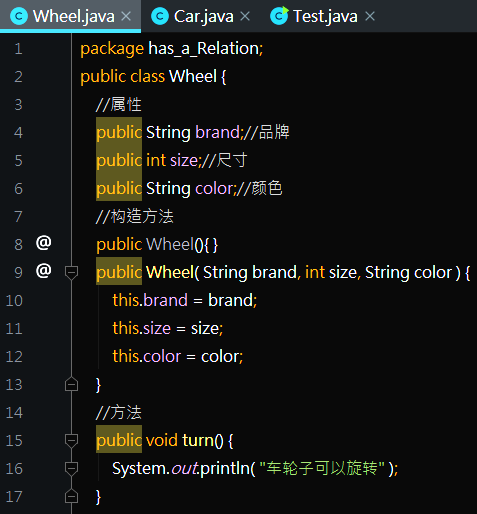 Wheel.java Car.java Test.java
1 package has_a_Relation;
2 public class Wheel {
3 //属性
4 public String brand;//品牌
5 public int size;//尺寸
6 public String color;//颜色
7 //构造方法
8 @ public Wheel(){ }
9 @ public Wheel( String brand, int size, String color ) {
10 this.brand = brand;
11 this.size = size;
12 this.color = color;
13 }
14 //方法
15 public void turn() {
16 System.out.println( "车轮子可以旋转" );
17 }